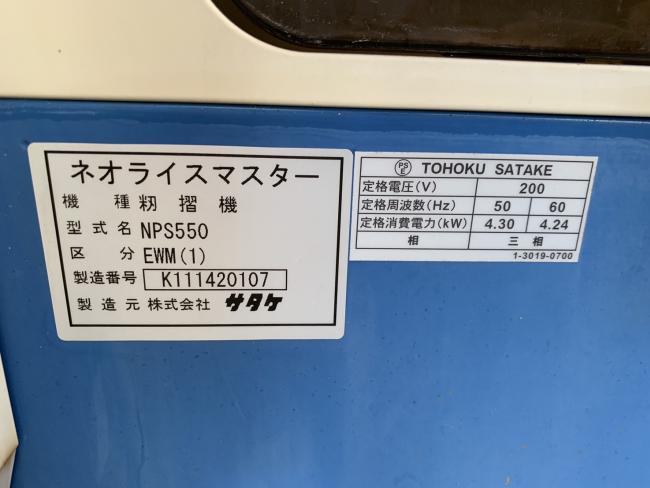 ネオライスマスター
機種 籾摺機
型式名 NPS550
区分 EWM(1)
製造番号 K111420107
製造元 株式会社 サタケ
PSE TOHOKU SATAKE
定格電圧(V) 200
定格周波数(Hz) 50 60
定格消費電力(kW) 4.30 4.24
相 三相
1-3019-0700